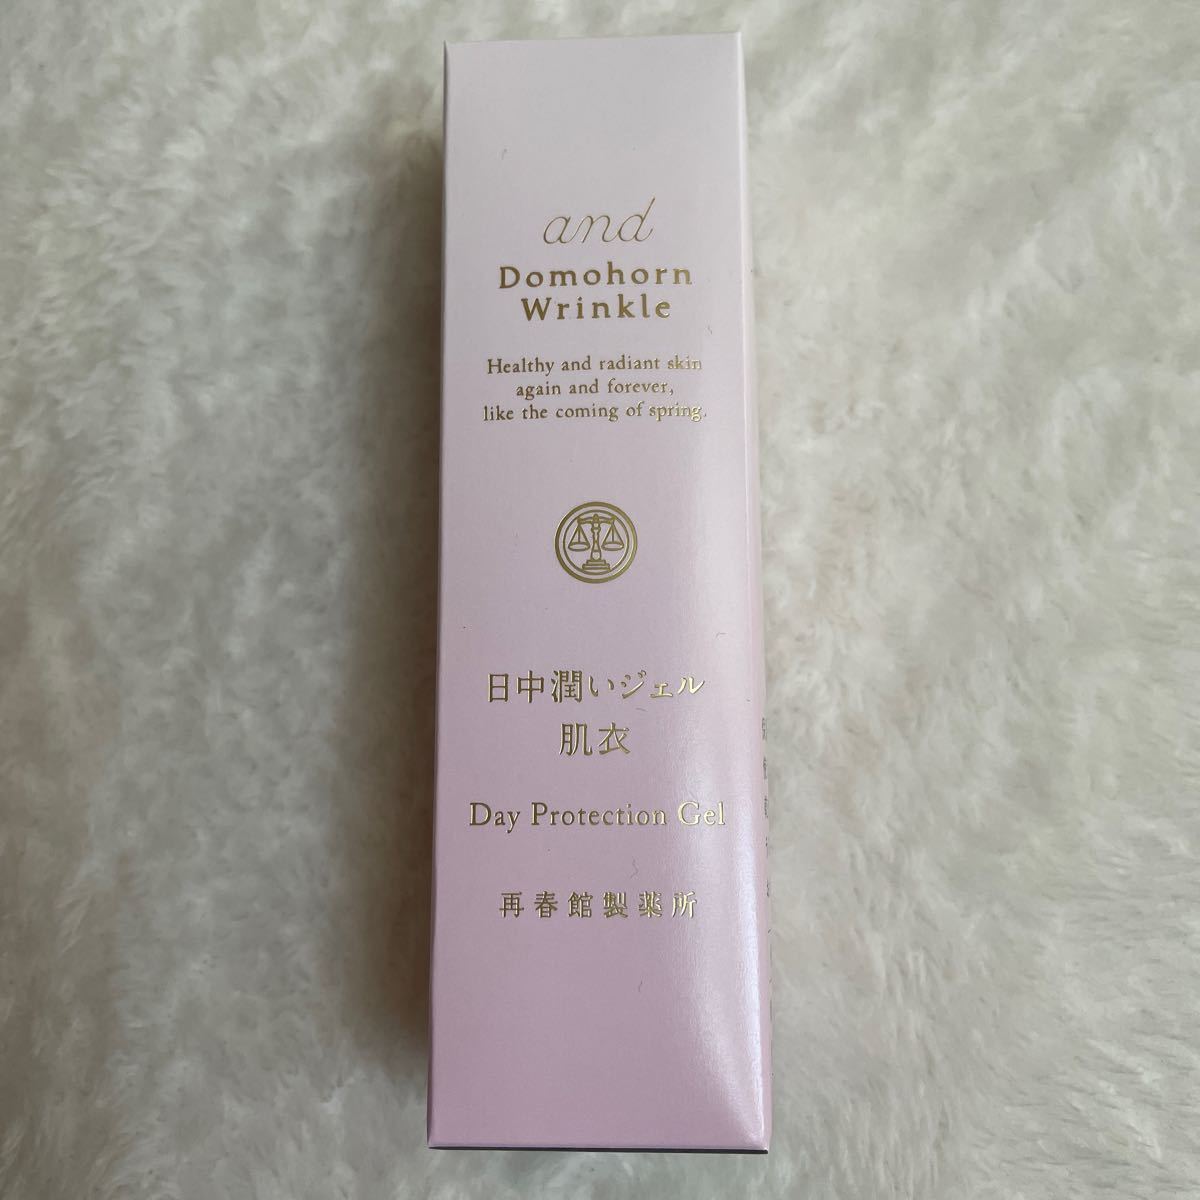 and
Domohorn
Wrinkle
Healthy and radiant skin
again and forever,
like the coming of spring.
日中潤いジェル
肌衣
Day Protection Gel
再春館製薬所